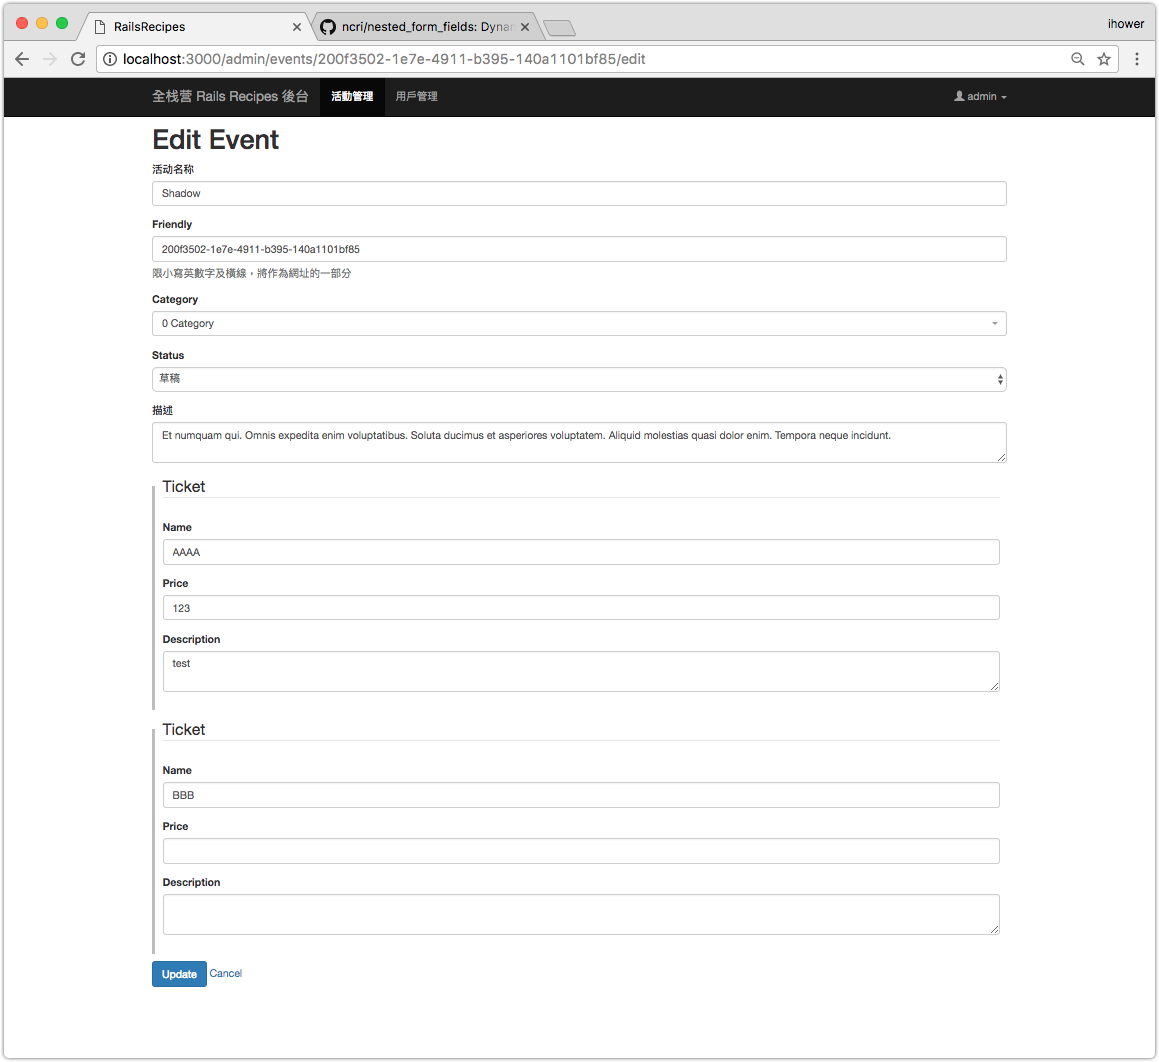 RailsRecipes
ncri/nested_form_fields: Dynam
ihower
localhost:3000/admin/events/200f3502-1e7e-4911-b395-140a1101bf85/edit
全栈营 Rails Recipes 後台 活動管理 用戶管理 admin
Edit Event
活动名称
Shadow
Friendly
200f3502-1e7e-4911-b395-140a1101bf85
限小寫英數字及橫線，將作為網址的一部分
Category
0 Category
Status
草稿
描述
Et numquam qui. Omnis expedita enim voluptatibus. Soluta ducimus et asperiores voluptatem. Aliquid molestias quasi dolor enim. Tempora neque incidunt.
Ticket
Name
AAAA
Price
123
Description
test
Ticket
Name
BBB
Price
Description
Update Cancel